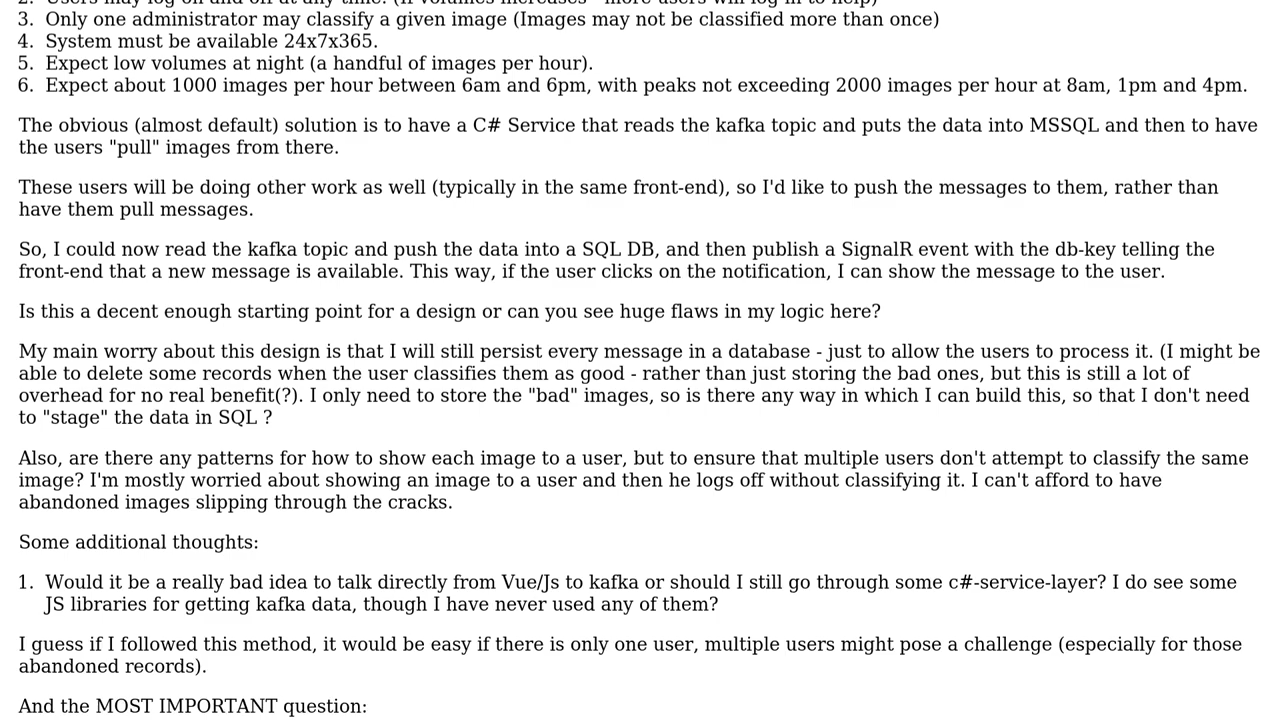 2. Users may log on and off at any time. (If volumes increases - more users will log in to help)
3. Only one administrator may classify a given image (Images may not be classified more than once)
4. System must be available 24x7x365.
5. Expect low volumes at night (a handful of images per hour).
6. Expect about 1000 images per hour between 6am and 6pm, with peaks not exceeding 2000 images per hour at 8am, 1pm and 4pm.
The obvious (almost default) solution is to have a C# Service that reads the kafka topic and puts the data into MSSQL and then to have
the users "pull" images from there.
These users will be doing other work as well (typically in the same front-end), so I'd like to push the messages to them, rather than
have them pull messages.
So, I could now read the kafka topic and push the data into a SQL DB, and then publish a SignalR event with the db-key telling the
front-end that a new message is available. This way, if the user clicks on the notification, I can show the message to the user.
Is this a decent enough starting point for a design or can you see huge flaws in my logic here?
My main worry about this design is that I will still persist every message in a database - just to allow the users to process it. (I might be
able to delete some records when the user classifies them as good - rather than just storing the bad ones, but this is still a lot of
overhead for no real benefit(?). I only need to store the "bad" images, so is there any way in which I can build this, so that I don't need
to "stage" the data in SQL ?
Also, are there any patterns for how to show each image to a user, but to ensure that multiple users don't attempt to classify the same
image? I'm mostly worried about showing an image to a user and then he logs off without classifying it. I can't afford to have
abandoned images slipping through the cracks.
Some additional thoughts:
1. Would it be a really bad idea to talk directly from Vue/Js to kafka or should I still go through some c#-service-layer? I do see some
JS libraries for getting kafka data, though I have never used any of them?
I guess if I followed this method, it would be easy if there is only one user, multiple users might pose a challenge (especially for those
abandoned records).
And the MOST IMPORTANT question: